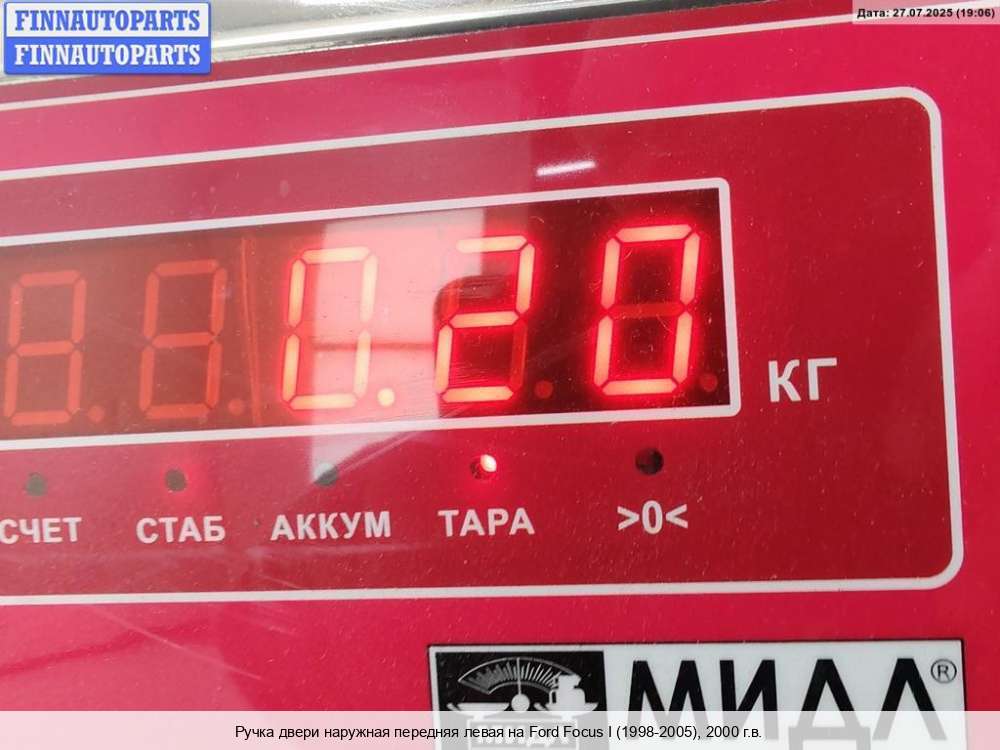 FINNAUTOPARTS
FINNAUTOPARTS
Дата: 27.07.2025 (19:06)
0.20
КГ
СЧЕТ СТАБ АККУМ ТАРА >0<
МИДЛ®
Ручка двери наружная передняя левая на Ford Focus I (1998-2005), 2000 г.в.